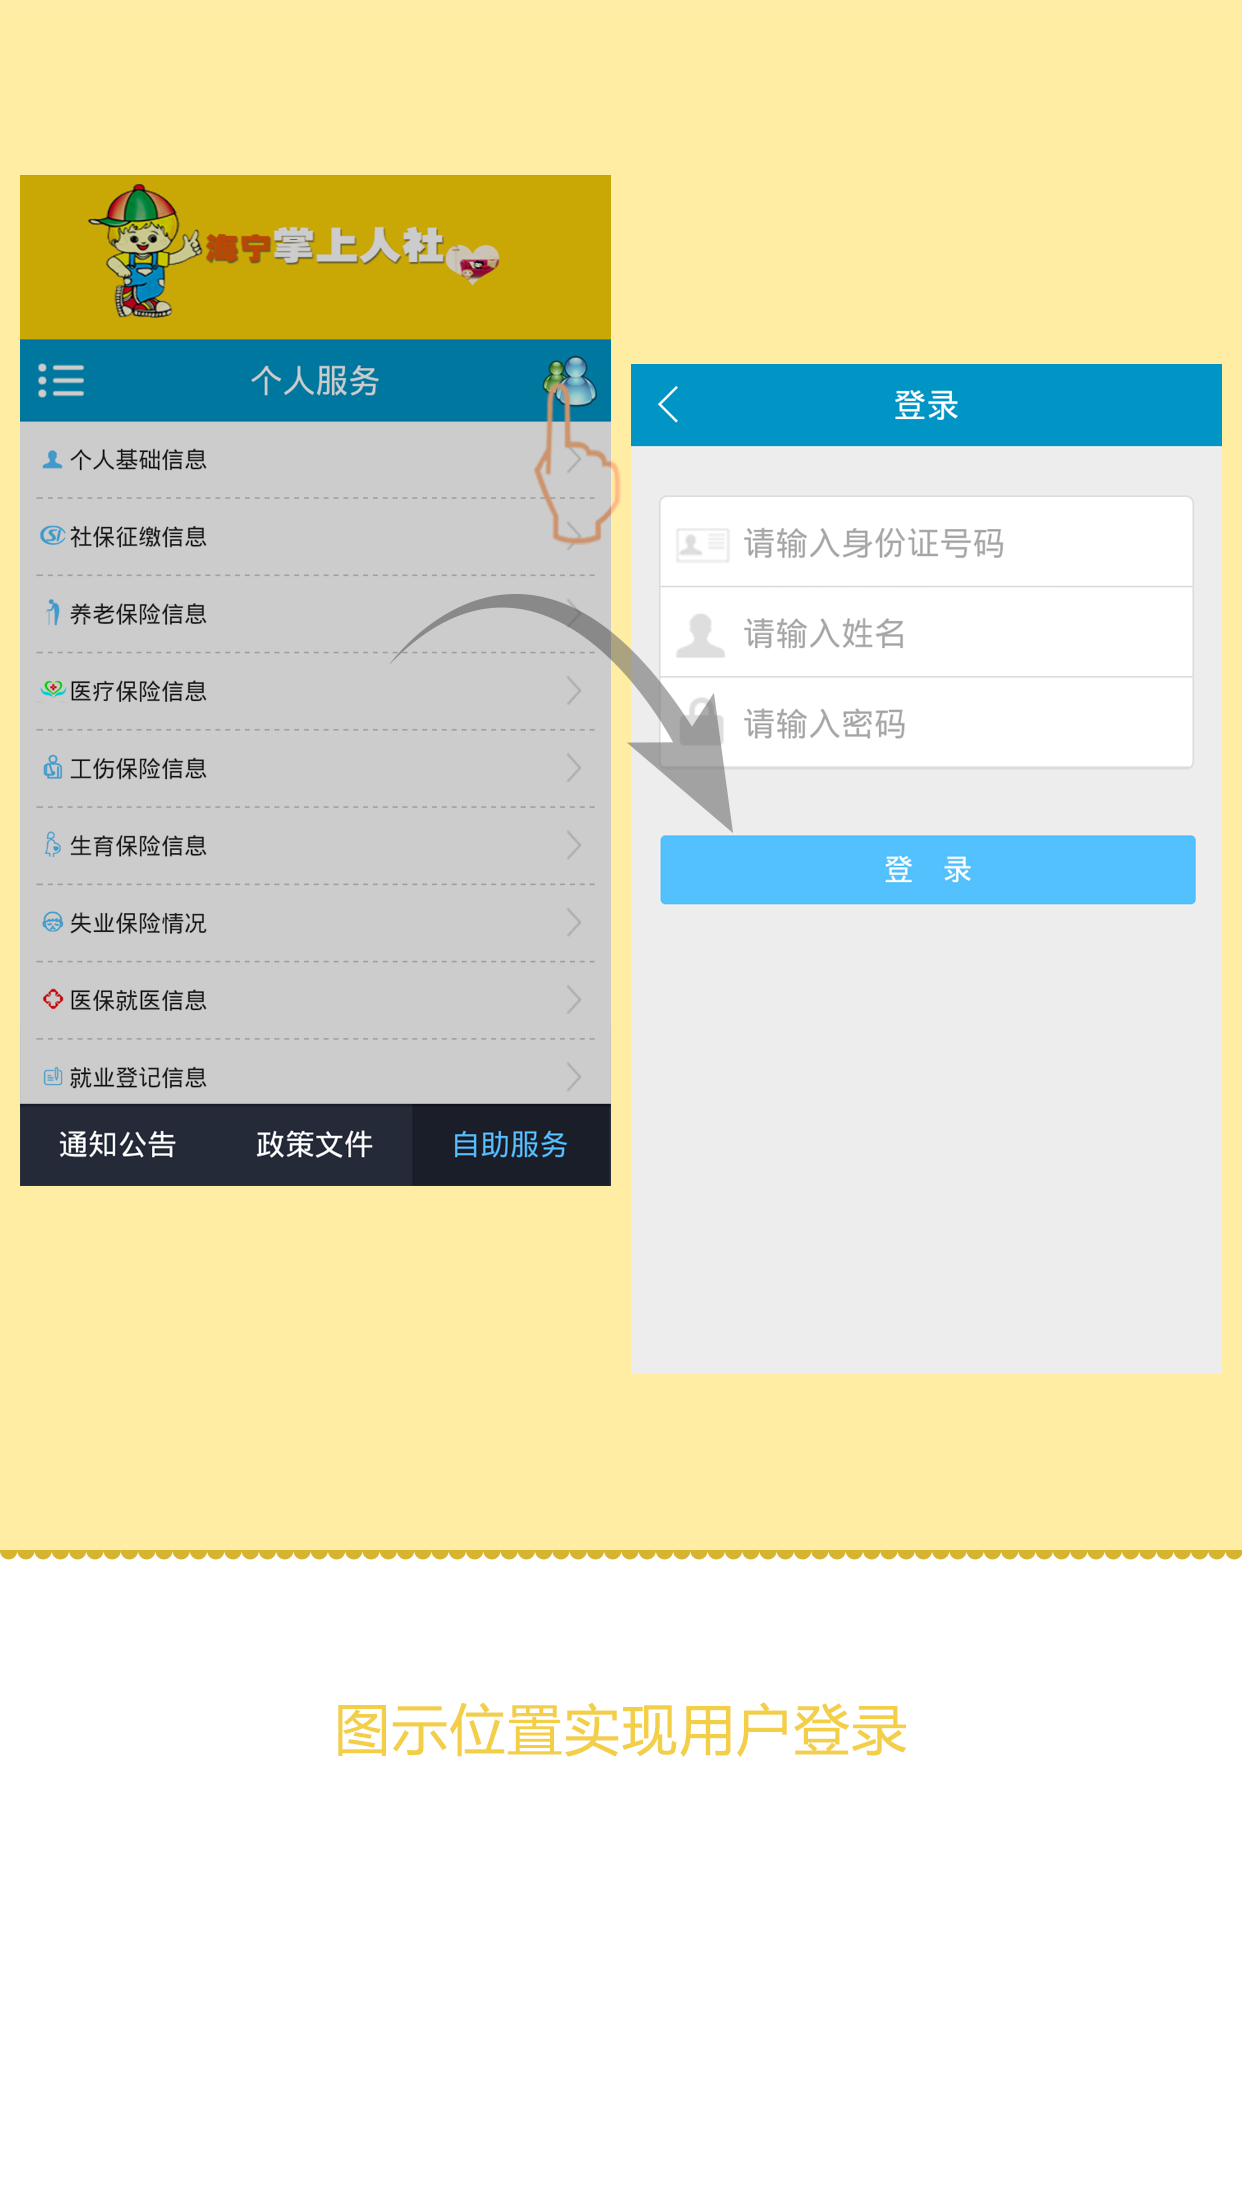 海宁掌上人社
个人服务
个人基础信息
社保征缴信息
养老保险信息
医疗保险信息
工伤保险信息
生育保险信息
失业保险情况
医保就医信息
就业登记信息
通知公告 政策文件 自助服务
登录
请输入身份证号码
请输入姓名
请输入密码
登 录
图示位置实现用户登录